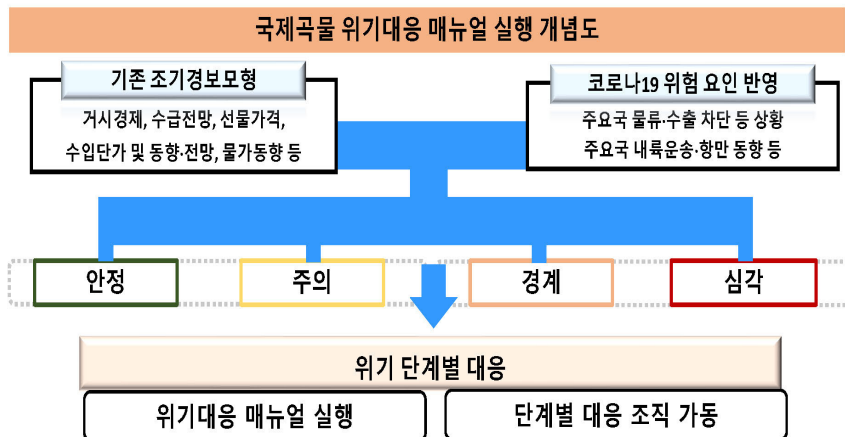 국제곡물 위기대응 매뉴얼 실행 개념도
기존 조기경보모형
거시경제, 수급전망, 선물가격,
수입단가 및 동향·전망, 물가동향 등
코로나19 위험 요인 반영
주요국 물류·수출 차단 등 상황
주요국 내륙운송·항만 동향 등
안정
주의
경계
심각
위기 단계별 대응
위기대응 매뉴얼 실행
단계별 대응 조직 가동